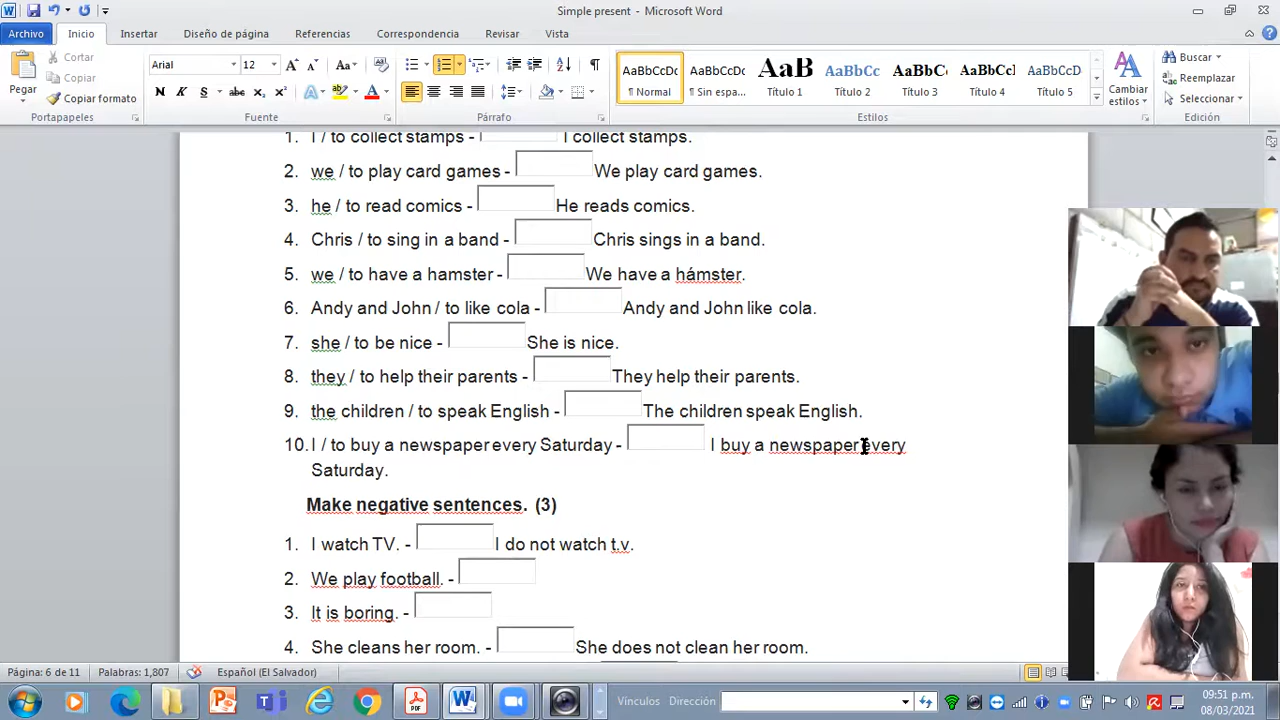 Simple present - Microsoft Word
Archivo Inicio Insertar Diseño de página Referencias Correspondencia Revisar Vista
Pegar
Cortar
Copiar
Copiar formato
Portapapeles
Arial 12
Fuente
Párrafo
AaBbCcDc AaBbCcDc AaB AaBbCc AaBbC AaBbCcI AaBbCcD
¶ Normal ¶ Sin espa... Título 1 Título 2 Título 3 Título 4 Título 5
Estilos
Cambiar estilos
Buscar
Reemplazar
Seleccionar
Edición
1. I / to collect stamps - I collect stamps.
2. we / to play card games - We play card games.
3. he / to read comics - He reads comics.
4. Chris / to sing in a band - Chris sings in a band.
5. we / to have a hamster - We have a hámster.
6. Andy and John / to like cola - Andy and John like cola.
7. she / to be nice - She is nice.
8. they / to help their parents - They help their parents.
9. the children / to speak English - The children speak English.
10. I / to buy a newspaper every Saturday - I buy a newspaper every
Saturday.
Make negative sentences. (3)
1. I watch TV. - I do not watch t.v.
2. We play football. -
3. It is boring. -
4. She cleans her room. - She does not clean her room.
Página: 6 de 11 Palabras: 1,807 Español (El Salvador)
Vínculos Dirección
09:51 p.m.
08/03/2021